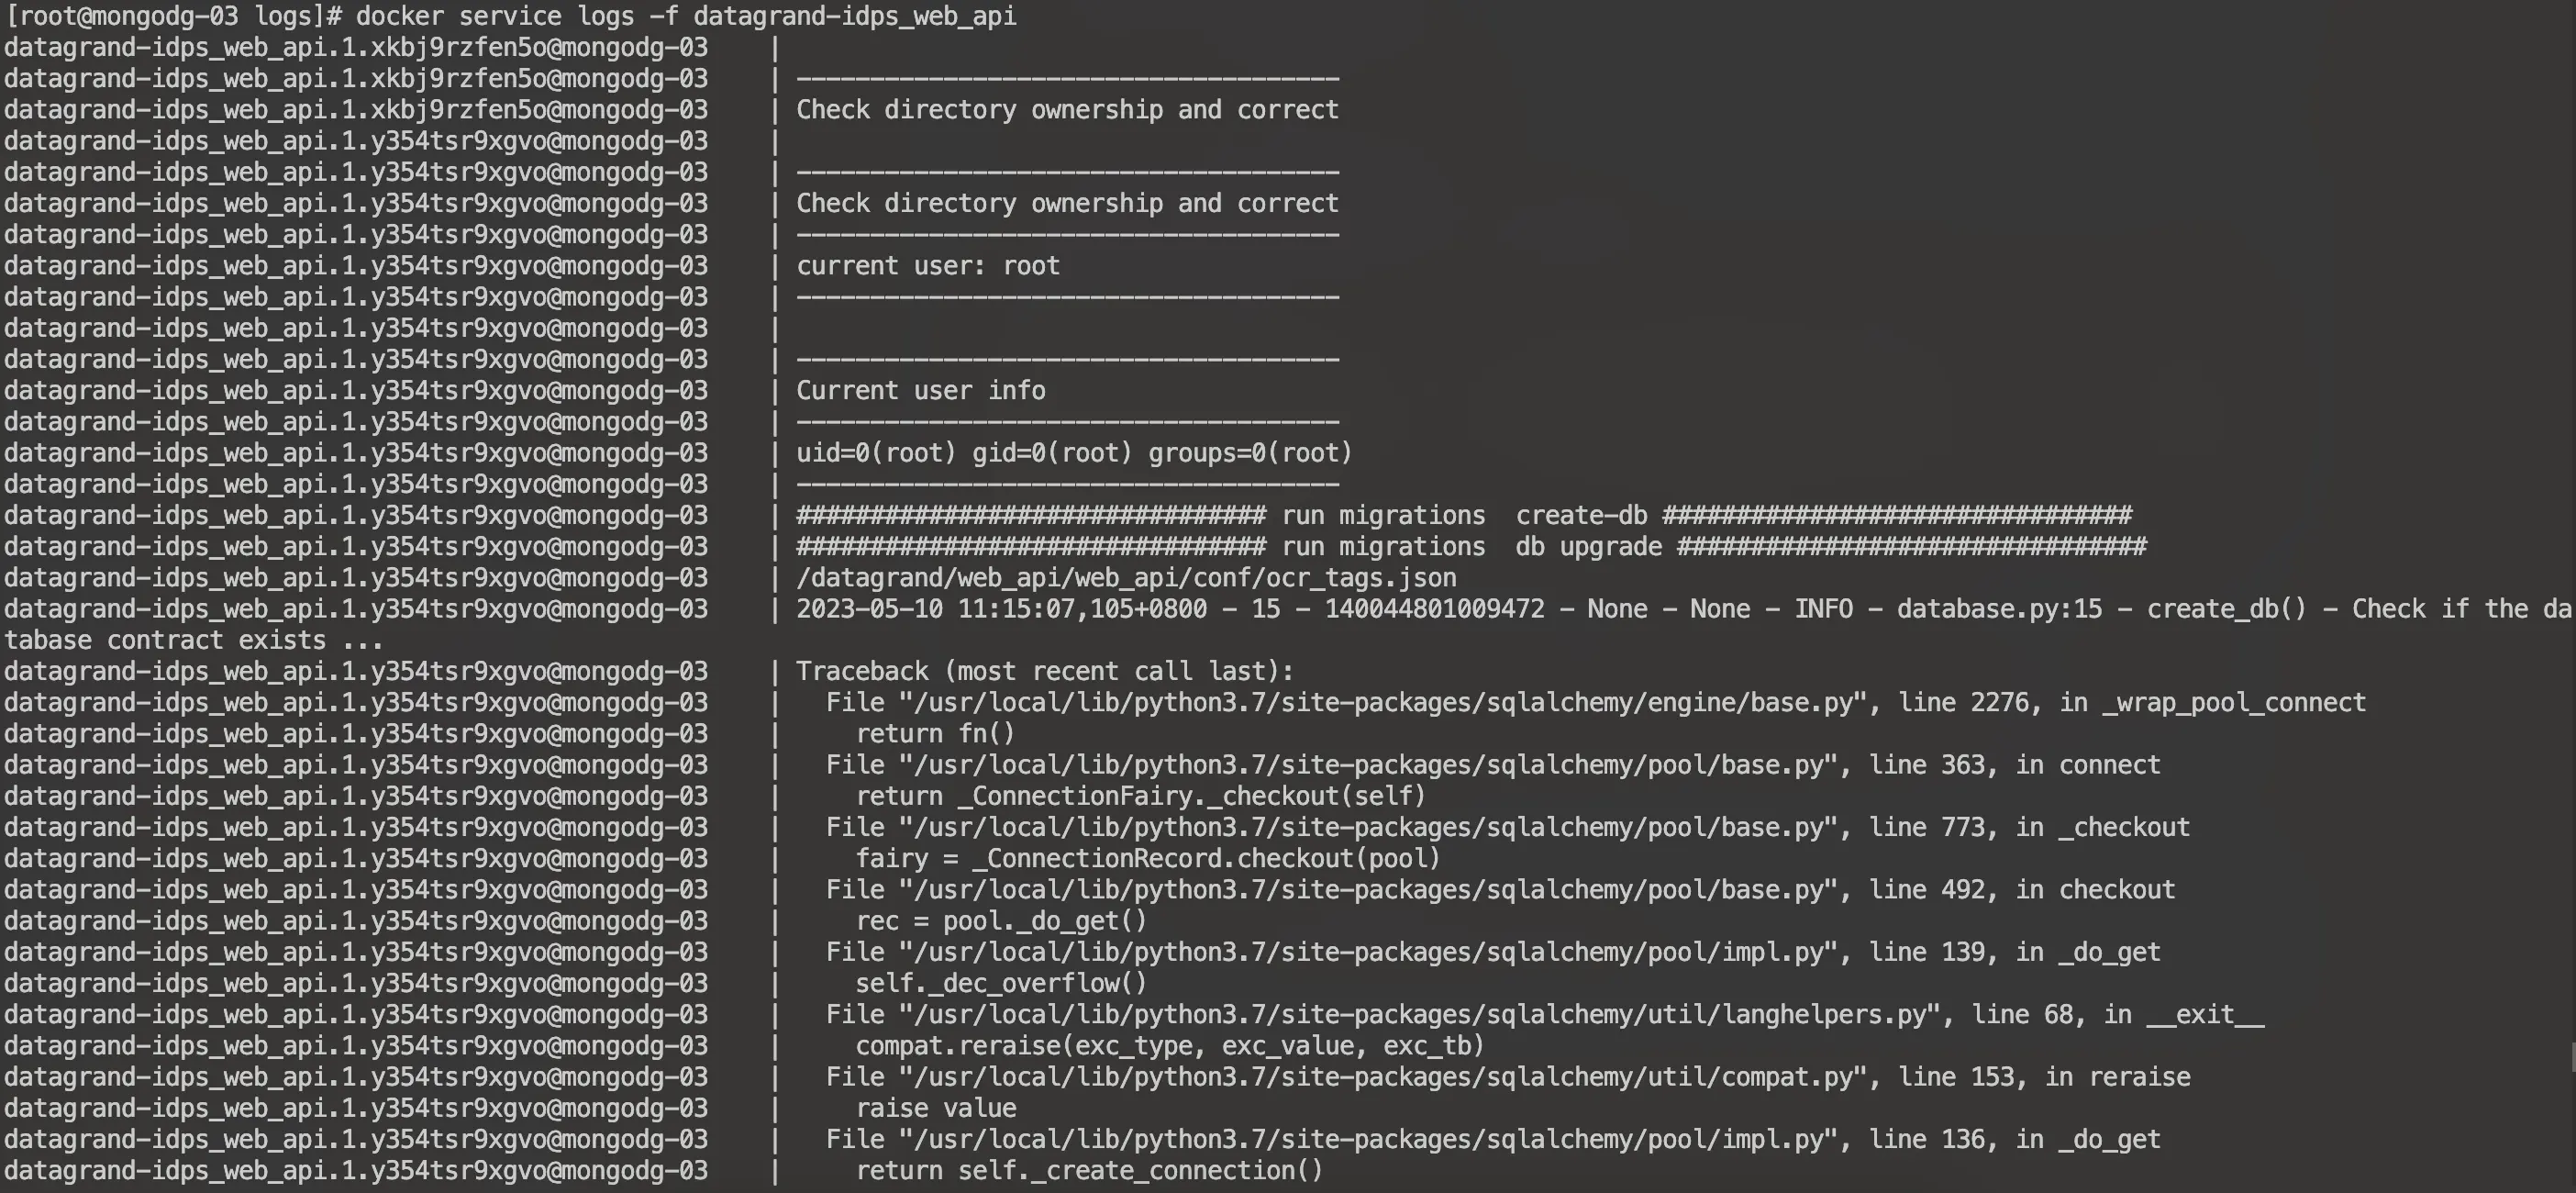 [root@mongodg-03 logs]# docker service logs -f datagrand-idps_web_api
datagrand-idps_web_api.1.xkbj9rzfen5o@mongodg-03    |
datagrand-idps_web_api.1.xkbj9rzfen5o@mongodg-03    | -------------------------------------
datagrand-idps_web_api.1.xkbj9rzfen5o@mongodg-03    | Check directory ownership and correct
datagrand-idps_web_api.1.y354tsr9xgvo@mongodg-03    |
datagrand-idps_web_api.1.y354tsr9xgvo@mongodg-03    | -------------------------------------
datagrand-idps_web_api.1.y354tsr9xgvo@mongodg-03    | Check directory ownership and correct
datagrand-idps_web_api.1.y354tsr9xgvo@mongodg-03    | -------------------------------------
datagrand-idps_web_api.1.y354tsr9xgvo@mongodg-03    | current user: root
datagrand-idps_web_api.1.y354tsr9xgvo@mongodg-03    | -------------------------------------
datagrand-idps_web_api.1.y354tsr9xgvo@mongodg-03    |
datagrand-idps_web_api.1.y354tsr9xgvo@mongodg-03    | -------------------------------------
datagrand-idps_web_api.1.y354tsr9xgvo@mongodg-03    | Current user info
datagrand-idps_web_api.1.y354tsr9xgvo@mongodg-03    | -------------------------------------
datagrand-idps_web_api.1.y354tsr9xgvo@mongodg-03    | uid=0(root) gid=0(root) groups=0(root)
datagrand-idps_web_api.1.y354tsr9xgvo@mongodg-03    | -------------------------------------
datagrand-idps_web_api.1.y354tsr9xgvo@mongodg-03    | ################################ run migrations  create-db ################################
datagrand-idps_web_api.1.y354tsr9xgvo@mongodg-03    | ################################ run migrations  db upgrade ################################
datagrand-idps_web_api.1.y354tsr9xgvo@mongodg-03    | /datagrand/web_api/web_api/conf/ocr_tags.json
datagrand-idps_web_api.1.y354tsr9xgvo@mongodg-03    | 2023-05-10 11:15:07,105+0800 - 15 - 140044801009472 - None - None - INFO - database.py:15 - create_db() - Check if the da
tabase contract exists ...
datagrand-idps_web_api.1.y354tsr9xgvo@mongodg-03    | Traceback (most recent call last):
datagrand-idps_web_api.1.y354tsr9xgvo@mongodg-03    |   File "/usr/local/lib/python3.7/site-packages/sqlalchemy/engine/base.py", line 2276, in _wrap_pool_connect
datagrand-idps_web_api.1.y354tsr9xgvo@mongodg-03    |     return fn()
datagrand-idps_web_api.1.y354tsr9xgvo@mongodg-03    |   File "/usr/local/lib/python3.7/site-packages/sqlalchemy/pool/base.py", line 363, in connect
datagrand-idps_web_api.1.y354tsr9xgvo@mongodg-03    |     return _ConnectionFairy._checkout(self)
datagrand-idps_web_api.1.y354tsr9xgvo@mongodg-03    |   File "/usr/local/lib/python3.7/site-packages/sqlalchemy/pool/base.py", line 773, in _checkout
datagrand-idps_web_api.1.y354tsr9xgvo@mongodg-03    |     fairy = _ConnectionRecord.checkout(pool)
datagrand-idps_web_api.1.y354tsr9xgvo@mongodg-03    |   File "/usr/local/lib/python3.7/site-packages/sqlalchemy/pool/base.py", line 492, in checkout
datagrand-idps_web_api.1.y354tsr9xgvo@mongodg-03    |     rec = pool._do_get()
datagrand-idps_web_api.1.y354tsr9xgvo@mongodg-03    |   File "/usr/local/lib/python3.7/site-packages/sqlalchemy/pool/impl.py", line 139, in _do_get
datagrand-idps_web_api.1.y354tsr9xgvo@mongodg-03    |     self._dec_overflow()
datagrand-idps_web_api.1.y354tsr9xgvo@mongodg-03    |   File "/usr/local/lib/python3.7/site-packages/sqlalchemy/util/langhelpers.py", line 68, in __exit__
datagrand-idps_web_api.1.y354tsr9xgvo@mongodg-03    |     compat.reraise(exc_type, exc_value, exc_tb)
datagrand-idps_web_api.1.y354tsr9xgvo@mongodg-03    |   File "/usr/local/lib/python3.7/site-packages/sqlalchemy/util/compat.py", line 153, in reraise
datagrand-idps_web_api.1.y354tsr9xgvo@mongodg-03    |     raise value
datagrand-idps_web_api.1.y354tsr9xgvo@mongodg-03    |   File "/usr/local/lib/python3.7/site-packages/sqlalchemy/pool/impl.py", line 136, in _do_get
datagrand-idps_web_api.1.y354tsr9xgvo@mongodg-03    |     return self._create_connection()